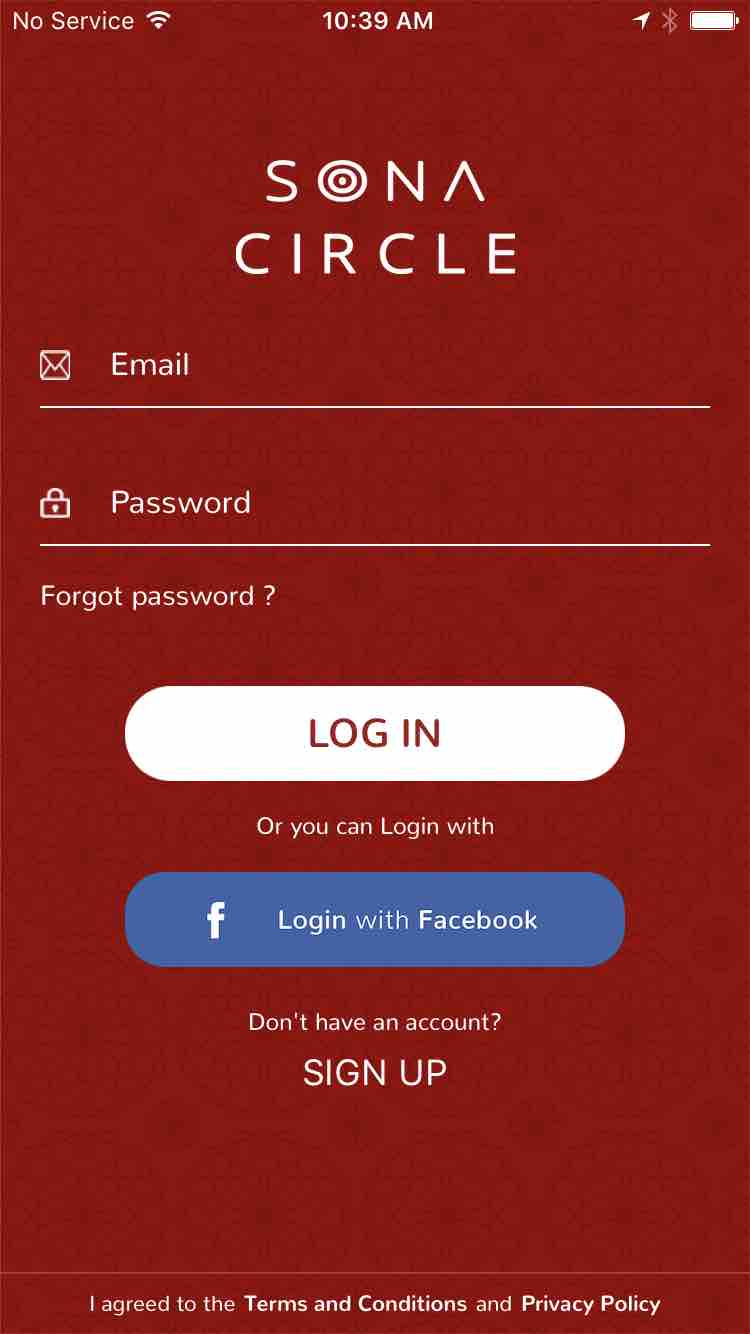 No Service 10:39 AM
SONA
CIRCLE
Email
Password
Forgot password ?
LOG IN
Or you can Login with
f Login with Facebook
Don't have an account?
SIGN UP
I agreed to the Terms and Conditions and Privacy Policy